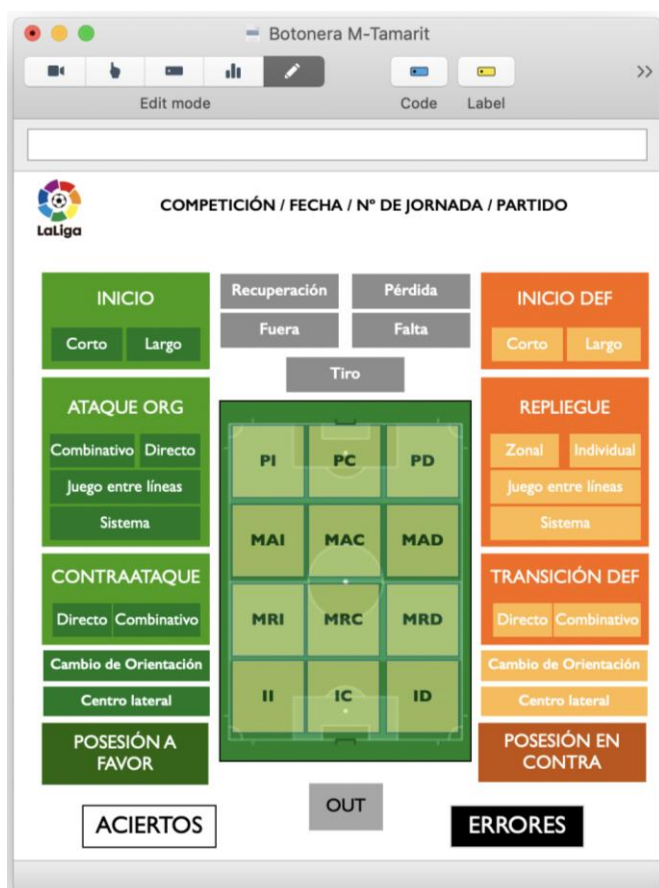 Botonera M-Tamarit
Edit mode
Code
Label
LaLiga
COMPETICIÓN / FECHA / Nº DE JORNADA / PARTIDO
INICIO
Corto
Largo
ATAQUE ORG
Combinativo
Directo
Juego entre líneas
Sistema
CONTRAATAQUE
Directo
Combinativo
Cambio de Orientación
Centro lateral
POSESIÓN A
FAVOR
Recuperación
Pérdida
Fuera
Falta
Tiro
PI
PC
PD
MAI
MAC
MAD
MRI
MRC
MRD
II
IC
ID
INICIO DEF
Corto
Largo
REPLIEGUE
Zonal
Individual
Juego entre líneas
Sistema
TRANSICIÓN DEF
Directo
Combinativo
Cambio de Orientación
Centro lateral
POSESIÓN EN
CONTRA
ACIERTOS
OUT
ERRORES